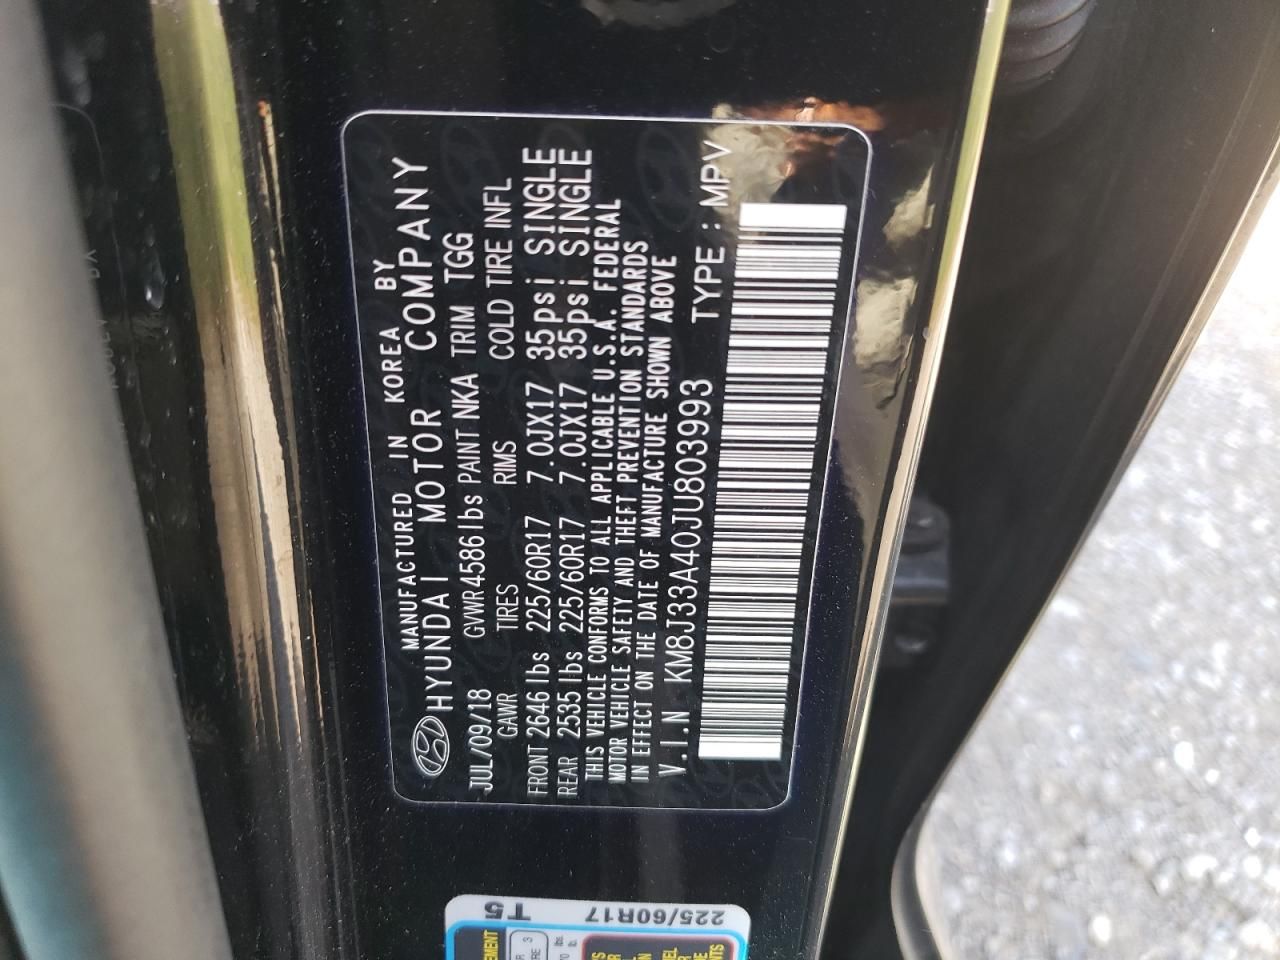 MANUFACTURED IN KOREA BY
HYUNDAI MOTOR COMPANY
JUL/09/18 GVWR4586lbs PAINT NKA TRIM TGG
GAWR TIRES RIMS COLD TIRE INFL
FRONT 2646 lbs 225/60R17 7.0JX17 35psi SINGLE
REAR 2535 lbs 225/60R17 7.0JX17 35psi SINGLE
THIS VEHICLE CONFORMS TO ALL APPLICABLE U.S.A. FEDERAL
MOTOR VEHICLE SAFETY AND THEFT PREVENTION STANDARDS
IN EFFECT ON THE DATE OF MANUFACTURE SHOWN ABOVE
V.I.N KM8J33A40JU803993 TYPE : MPV
225/60R17 T5